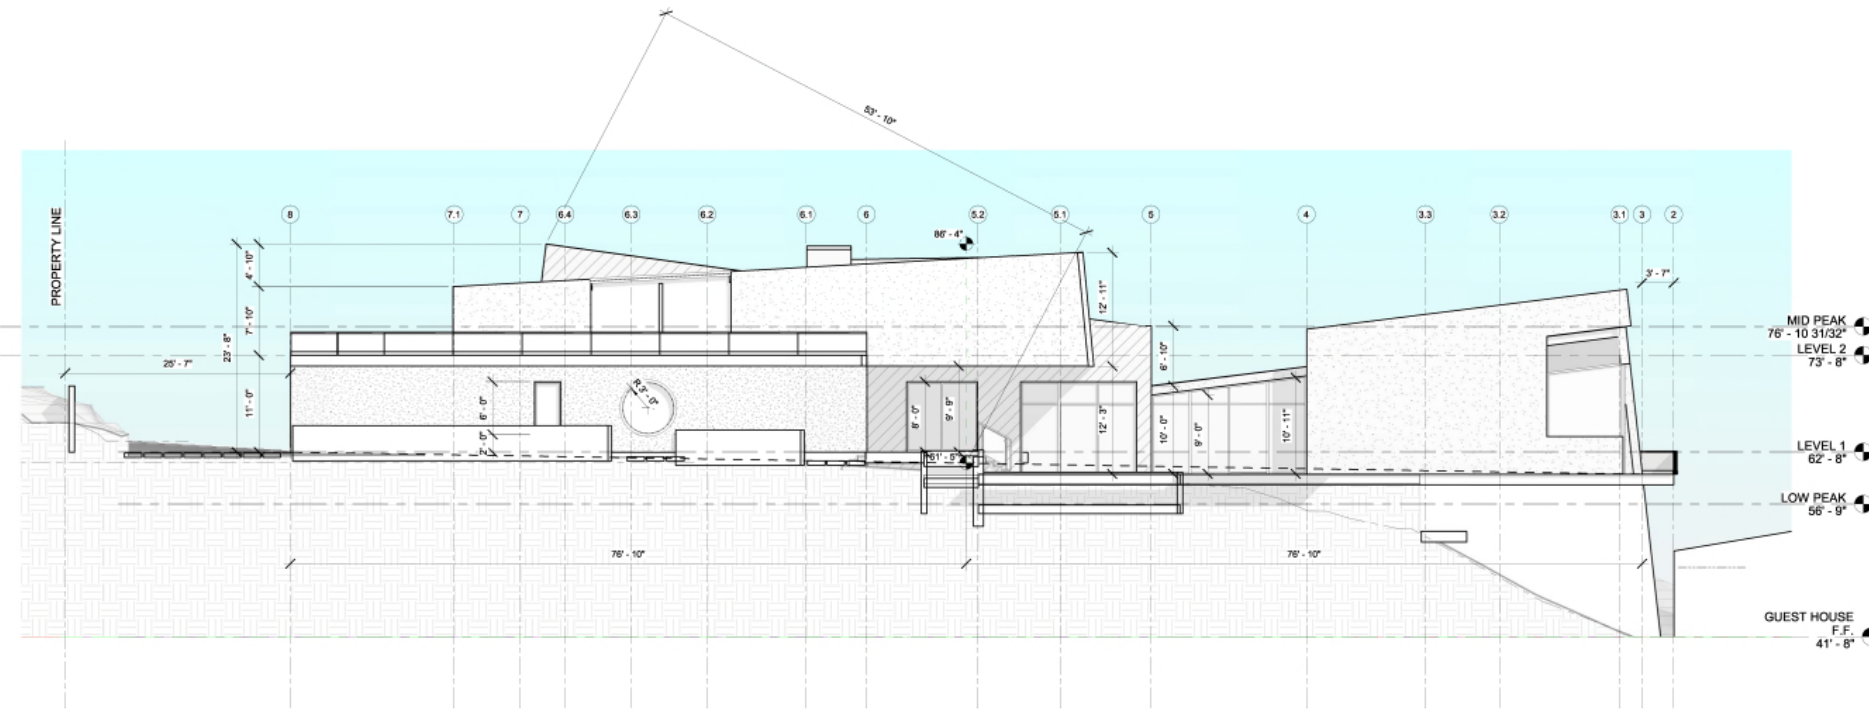 53' - 10"
PROPERTY LINE
8
7.1
7
6.4
6.3
6.2
6.1
6
5.2
5.1
5
4
3.3
3.2
3.1
3
2
86' - 4"
4' - 10"
7' - 10"
23' - 8"
11' - 0"
25' - 7"
12' - 11"
3' - 7"
6' - 10"
MID PEAK
76' - 10 31/32"
LEVEL 2
73' - 8"
R 3' - 0"
6' - 0"
2' - 0"
8' - 0"
9' - 9"
12' - 3"
10' - 0"
9' - 0"
10' - 11"
61' - 5"
LEVEL 1
62' - 8"
LOW PEAK
56' - 9"
76' - 10"
76' - 10"
GUEST HOUSE
F.F.
41' - 8"